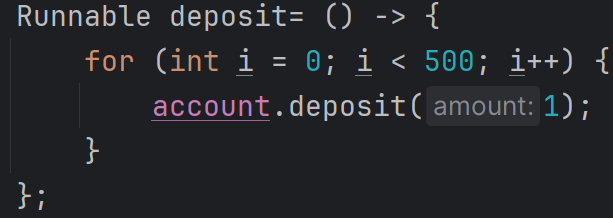 Runnable deposit= () -> {
    for (int i = 0; i < 500; i++) {
        account.deposit( amount: 1);
    }
};